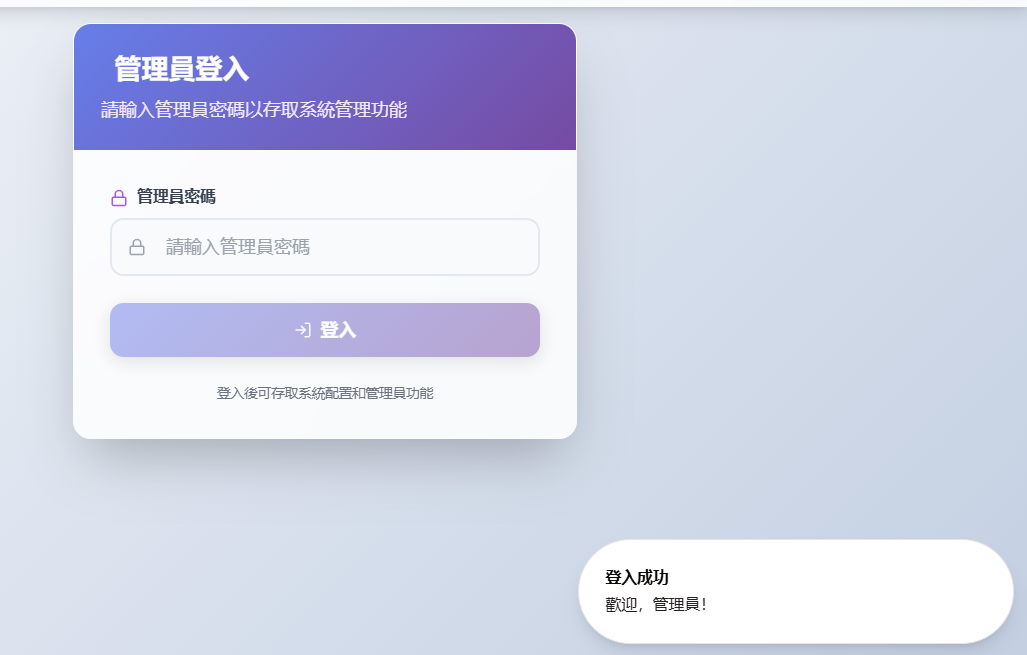 管理員登入
請輸入管理員密碼以存取系統管理功能
管理員密碼
請輸入管理員密碼
登入
登入後可存取系統配置和管理員功能
登入成功
歡迎，管理員！